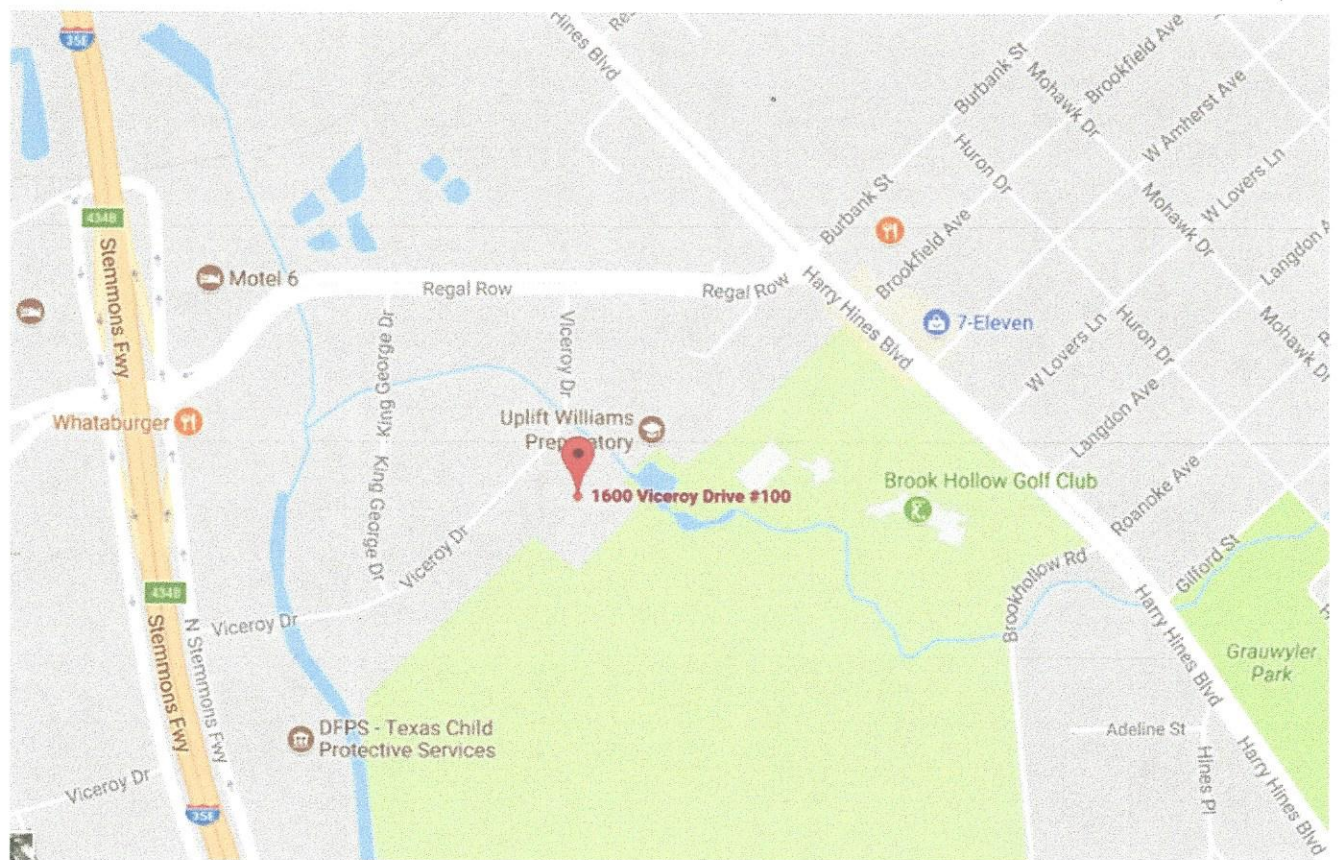 35E
Hines Blvd
Burbank St
Mohawk Dr
Brookfield Ave
W Amherst Ave
Huron Dr
W Lovers Ln
Mohawk Dr
Burbank St
Brookfield Ave
Langdon
434B
Stemmons Fwy
Motel 6
Regal Row
Regal Row
Harry Hines Blvd
7-Eleven
Huron Dr
Mohawk Dr
King George Dr
Viceroy Dr
W Lovers Ln
Langdon Ave
Whataburger
Uplift Williams
Preparatory
1600 Viceroy Drive #100
Brook Hollow Golf Club
King George Dr
Viceroy Dr
Roanoke Ave
Gilford St
Brookhollow Rd
434B
Viceroy Dr
Stemmons Fwy
N Stemmons Fwy
Harry Hines Blvd
Grauwyler
Park
DFPS - Texas Child
Protective Services
Adeline St
Hines Pl
Harry Hines Blvd
Viceroy Dr
35E